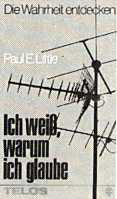 Die Wahrheit entdecken
Paul E. Little
Ich weiß,
warum
ich glaube
TELOS